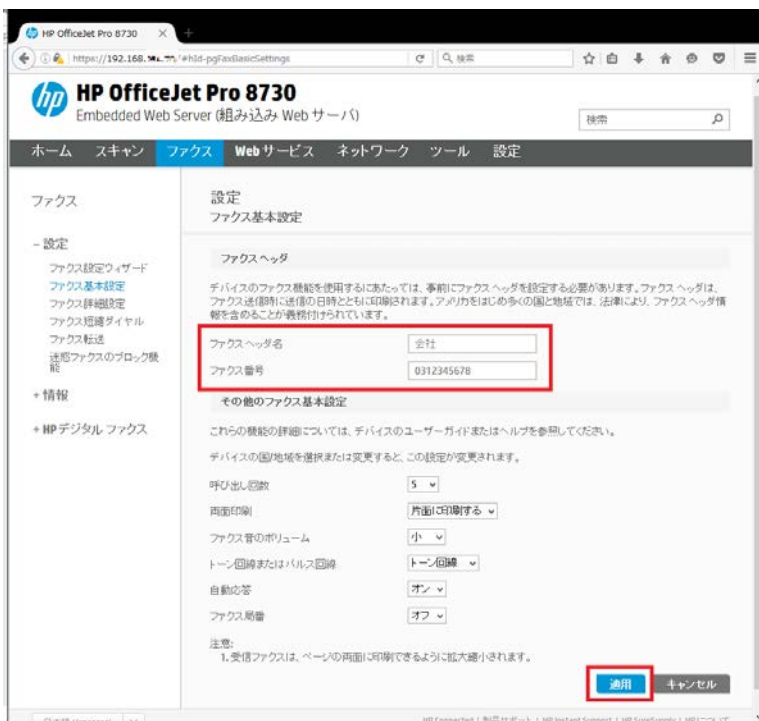 HP OfficeJet Pro 8730
https://192.168.
#hId-pgFaxBasicSettings
検索
HP OfficeJet Pro 8730
Embedded Web Server (組み込み Web サーバ)
検索
ホーム スキャン ファクス Web サービス ネットワーク ツール 設定
ファクス
- 設定
ファクス設定ウィザード
ファクス基本設定
ファクス詳細設定
ファクス短縮ダイヤル
ファクス転送
迷惑ファクスのブロック機
能
+ 情報
+ HP デジタル ファクス
設定
ファクス基本設定
ファクス ヘッダ
デバイスのファクス機能を使用するにあたっては、事前にファクス ヘッダを設定する必要があります。ファクス ヘッダは、
ファクス送信時に送信の日時とともに印刷されます。アメリカをはじめ多くの国と地域では、法律により、ファクス ヘッダ情
報を含めることが義務付けられています。
ファクス ヘッダ名 会社
ファクス番号 0312345678
その他のファクス基本設定
これらの機能の詳細については、デバイスのユーザーガイドまたはヘルプを参照してください。
デバイスの国/地域を選択または変更すると、この設定が変更されます。
呼び出し回数 5
両面印刷 片面に印刷する
ファクス音のボリューム 小
トーン回線またはパルス回線 トーン回線
自動応答 オン
ファクス局番 オフ
注意:
1. 受信ファクスは、ページの両面に印刷できるように拡大縮小されます。
適用 キャンセル
HP Connected | 製品サポート | HP Instant Support | HP SureSupply | HP について